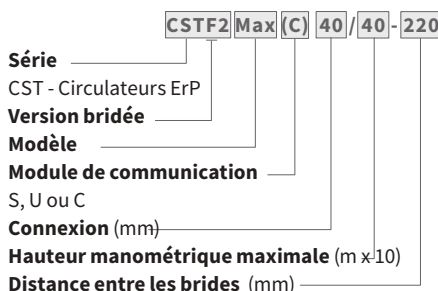 CSTF2 Max (C) 40 / 40 - 220
Série
CST - Circulateurs ErP
Version bridée
Modèle
Module de communication
S, U ou C
Connexion (mm)
Hauteur manométrique maximale (m x 10)
Distance entre les brides (mm)